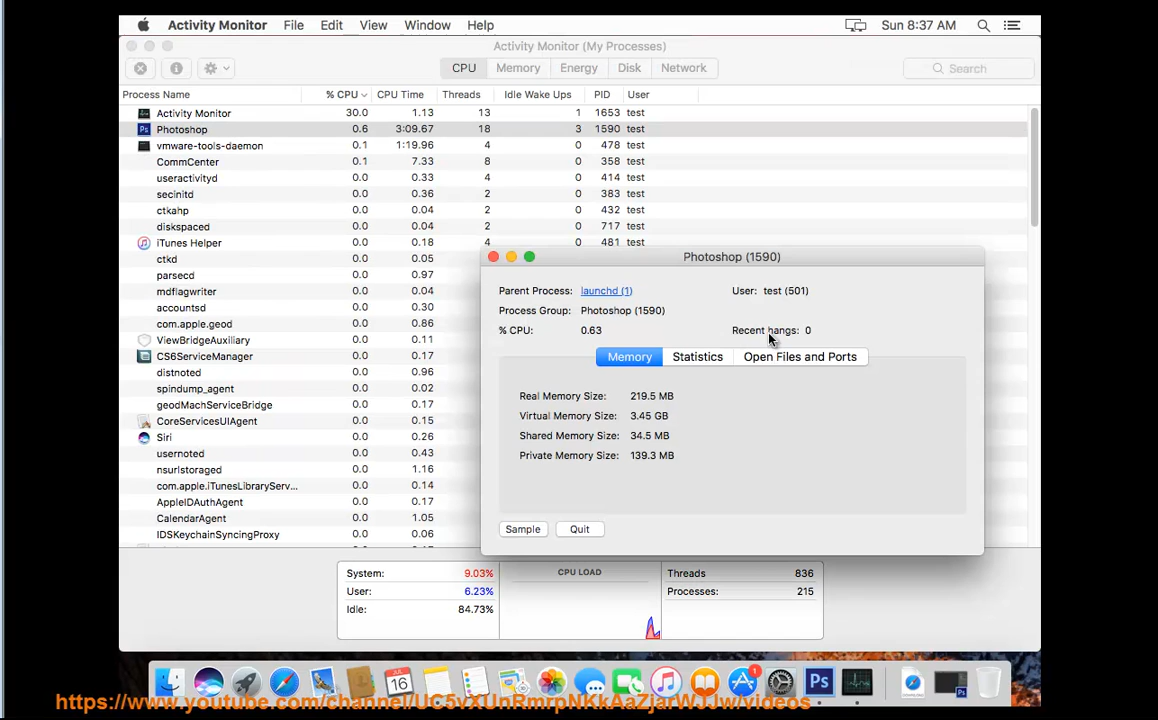 Activity Monitor File Edit View Window Help Sun 8:37 AM
Activity Monitor (My Processes)
CPU Memory Energy Disk Network Search
Process Name % CPU CPU Time Threads Idle Wake Ups PID User
Activity Monitor 30.0 1.13 13 1 1653 test
Ps Photoshop 0.6 3:09.67 18 3 1590 test
vmware-tools-daemon 0.1 1:19.96 4 0 478 test
CommCenter 0.1 7.33 8 0 358 test
useractivityd 0.0 0.33 4 0 414 test
secinitd 0.0 0.36 2 0 383 test
ctkahp 0.0 0.04 2 0 432 test
diskspaced 0.0 0.04 2 0 717 test
iTunes Helper 0.0 0.18 4 0 481 test
ctkd 0.0 0.05
parsecd 0.0 0.97
mdflagwriter 0.0 0.04
accountsd 0.0 0.30
com.apple.geod 0.0 0.86
ViewBridgeAuxiliary 0.0 0.04
CS6ServiceManager 0.0 0.17
distnoted 0.0 0.96
spindump_agent 0.0 0.02
geodMachServiceBridge 0.0 0.17
CoreServicesUIAgent 0.0 0.15
Siri 0.0 0.26
usernoted 0.0 0.43
nsurlstoraged 0.0 1.16
com.apple.iTunesLibraryServ... 0.0 0.14
AppleIDAuthAgent 0.0 0.04
CalendarAgent 0.0 1.05
IDSKeychainSyncingProxy 0.0 0.06
Photoshop (1590)
Parent Process: launchd (1) User: test (501)
Process Group: Photoshop (1590)
% CPU: 0.63 Recent hangs: 0
Memory Statistics Open Files and Ports
Real Memory Size: 219.5 MB
Virtual Memory Size: 3.45 GB
Shared Memory Size: 34.5 MB
Private Memory Size: 139.3 MB
Sample Quit
System: 9.03% CPU LOAD Threads 836
User: 6.23% Processes: 215
Idle: 84.73%
16 1 Ps
https://www.youtube.com/channel/UC5vXUnRmrpNKkAaZjarWJJw/videos